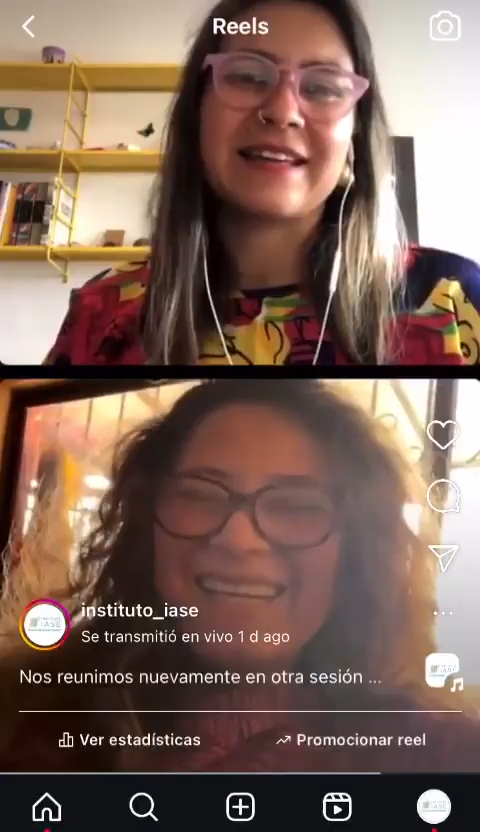 Reels
instituto_iase
Se transmitió en vivo 1 d ago
Nos reunimos nuevamente en otra sesión ...
Ver estadísticas
Promocionar reel